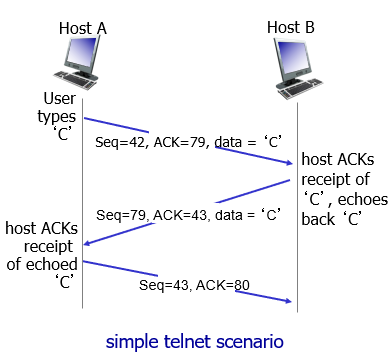 Host A
Host B
User
types
‘C’
Seq=42, ACK=79, data = ‘C’
host ACKs
receipt of
‘C’, echoes
back ‘C’
Seq=79, ACK=43, data = ‘C’
host ACKs
receipt
of echoed
‘C’
Seq=43, ACK=80
simple telnet scenario